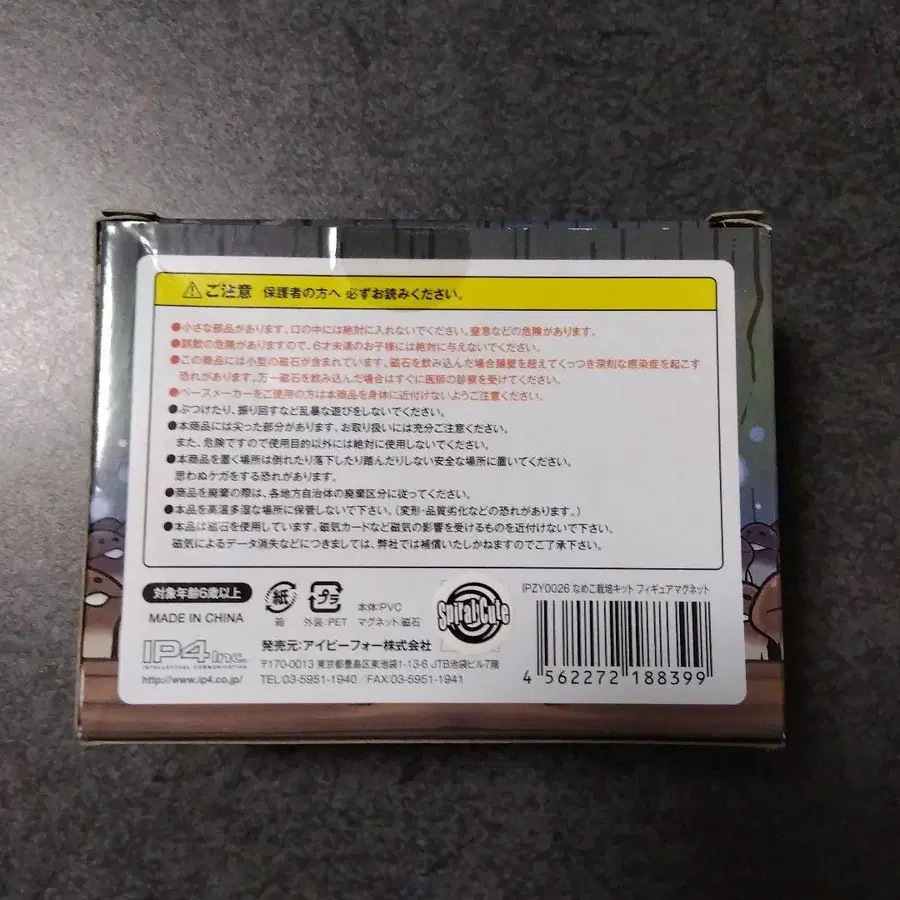 ⚠ご注意 保護者の方へ 必ずお読みください。
●小さな部品があります。口の中には絶対に入れないでください。窒息などの危険があります。
●誤飲の危険がありますので、6才未満のお子様には絶対に与えないでください。
●この商品には小型の磁石が含まれています。磁石を飲み込んだ場合腸壁を超えてくっつき深刻な感染症を起こす
恐れがあります。万一磁石を飲み込んだ場合はすぐに医師の診察を受けてください。
●ペースメーカーをご使用の方は本商品を身体に近付けないようご注意ください。
●ぶつけたり、振り回すなど乱暴な遊びをしないでください。
●本商品には尖った部分があります。お取り扱いには充分ご注意ください。
また、危険ですので使用目的以外には絶対に使用しないでください。
●本商品を置く場所は倒れたり落下したり踏んだりしない安全な場所に置いてください。
思わぬケガをする恐れがあります。
●商品を廃棄の際は、各地方自治体の廃棄区分に従ってください。
●本品を高温多湿な場所に保管しないで下さい。（変形・品質劣化などの恐れがあります。）
●本品は磁石を使用しています。磁気カードなど磁気の影響を受けるものを近付けないで下さい。
磁気によるデータ消失などにつきましては、弊社では補償いたしかねますのでご了承下さい。
対象年齢6歳以上
MADE IN CHINA
紙
箱
プラ
外装:PET
本体:PVC
マグネット:磁石
SpiralCute
IPZY0026 なめこ栽培キット フィギュアマグネット
IP4 Inc.
INTELLECTUAL COMMUNICATION
http://www.ip4.co.jp/
発売元:アイピーフォー株式会社
〒170-0013 東京都豊島区東池袋1-13-6 JTB池袋ビル7階
TEL:03-5951-1940 /FAX:03-5951-1941
4 562272 188399